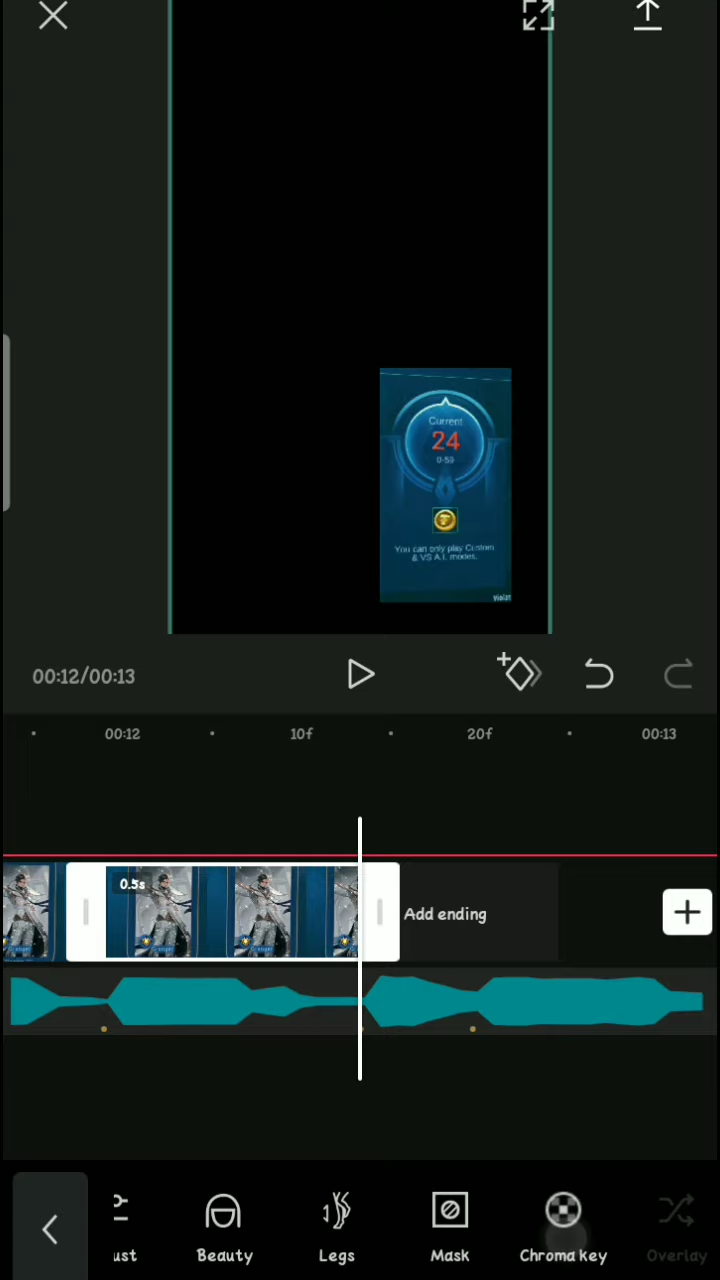 Current
24
0-59
You can only play Custom
& VS A.I. modes.
00:12/00:13
00:12
10f
20f
00:13
0.5s
Add ending
ust
Beauty
Legs
Mask
Chroma key
Overlay